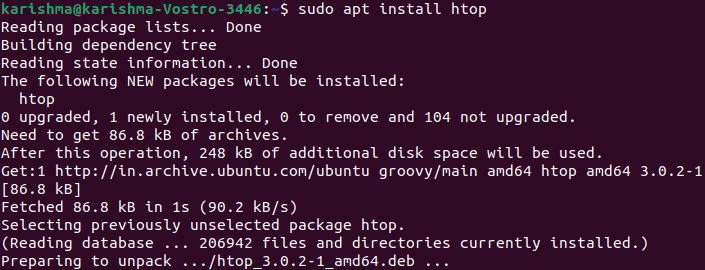 karishma@karishma-Vostro-3446:~$ sudo apt install htop
Reading package lists... Done
Building dependency tree
Reading state information... Done
The following NEW packages will be installed:
  htop
0 upgraded, 1 newly installed, 0 to remove and 104 not upgraded.
Need to get 86.8 kB of archives.
After this operation, 248 kB of additional disk space will be used.
Get:1 http://in.archive.ubuntu.com/ubuntu groovy/main amd64 htop amd64 3.0.2-1
[86.8 kB]
Fetched 86.8 kB in 1s (90.2 kB/s)
Selecting previously unselected package htop.
(Reading database ... 206942 files and directories currently installed.)
Preparing to unpack .../htop_3.0.2-1_amd64.deb ...